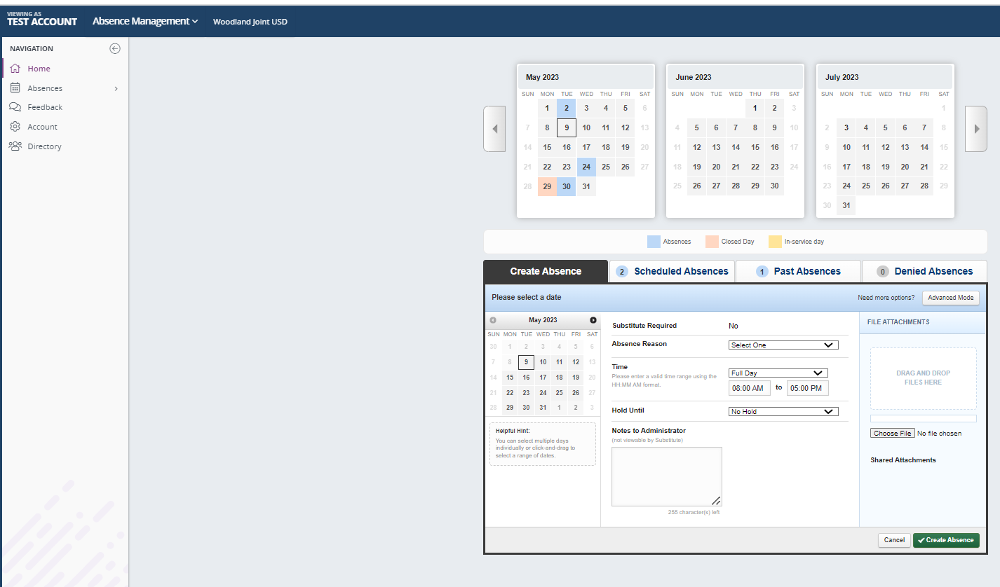 VIEWING AS
TEST ACCOUNT
Absence Management
Woodland Joint USD
NAVIGATION
Home
Absences
Feedback
Account
Directory
May 2023
SUN MON TUE WED THU FRI SAT
1 2 3 4 5 6
7 8 9 10 11 12 13
14 15 16 17 18 19 20
21 22 23 24 25 26 27
28 29 30 31
June 2023
SUN MON TUE WED THU FRI SAT
1 2 3
4 5 6 7 8 9 10
11 12 13 14 15 16 17
18 19 20 21 22 23 24
25 26 27 28 29 30
July 2023
SUN MON TUE WED THU FRI SAT
1
2 3 4 5 6 7 8
9 10 11 12 13 14 15
16 17 18 19 20 21 22
23 24 25 26 27 28 29
30 31
Absences Closed Day In-service day
Create Absence
2 Scheduled Absences
1 Past Absences
0 Denied Absences
Please select a date
Need more options? Advanced Mode
May 2023
SUN MON TUE WED THU FRI SAT
30 1 2 3 4 5 6
7 8 9 10 11 12 13
14 15 16 17 18 19 20
21 22 23 24 25 26 27
28 29 30 31 1 2 3
Helpful Hint:
You can select multiple days
individually or click-and-drag to
select a range of dates.
Substitute Required No
Absence Reason Select One
Time
Please enter a valid time range using the
HH:MM AM format.
Full Day
08:00 AM to 05:00 PM
Hold Until No Hold
Notes to Administrator
(not viewable by Substitute)
255 character(s) left
FILE ATTACHMENTS
DRAG AND DROP
FILES HERE
Choose File No file chosen
Shared Attachments
Cancel
Create Absence